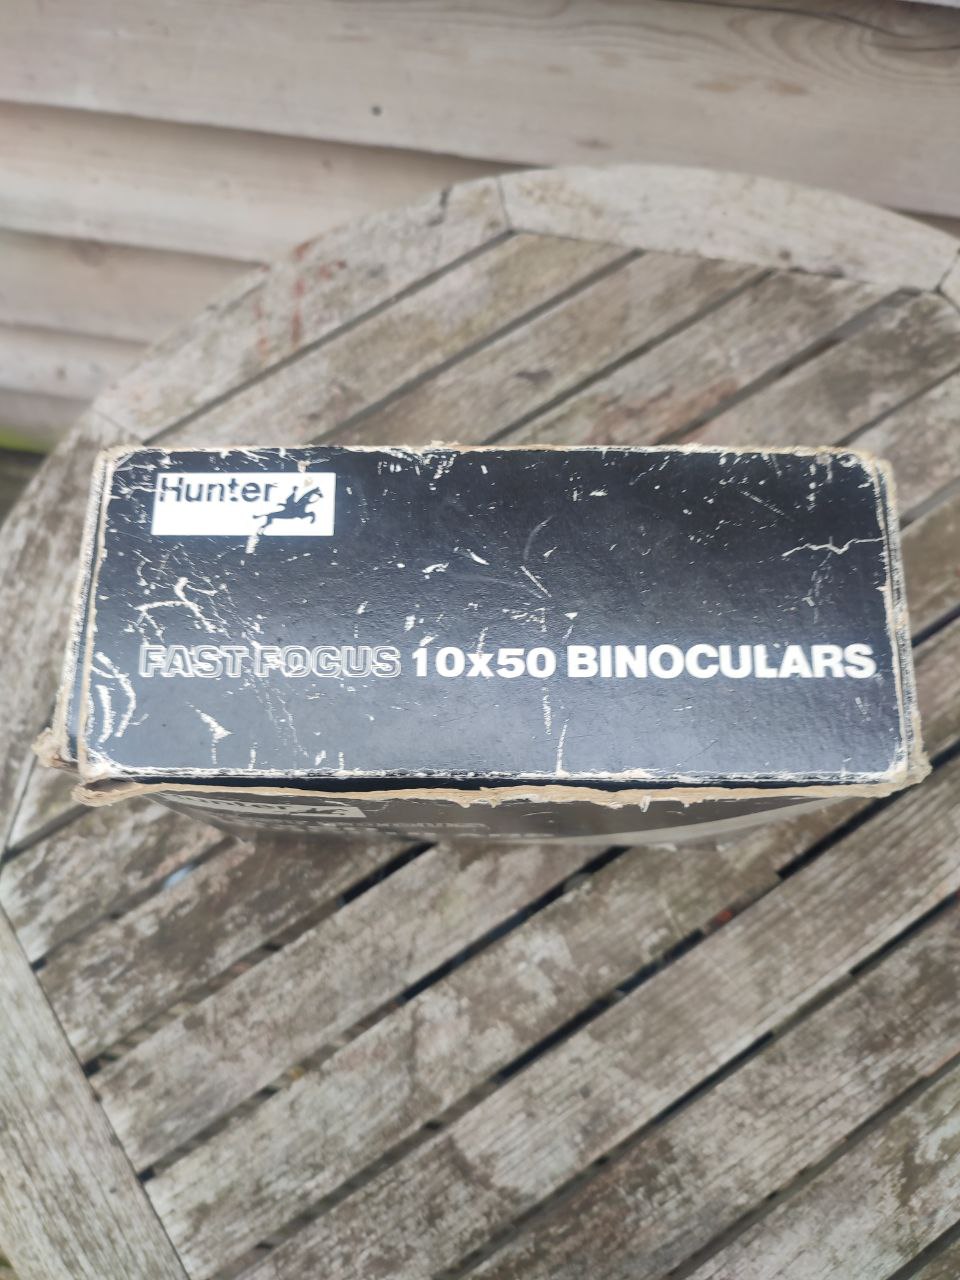 Hunter
FAST FOCUS 10x50 BINOCULARS